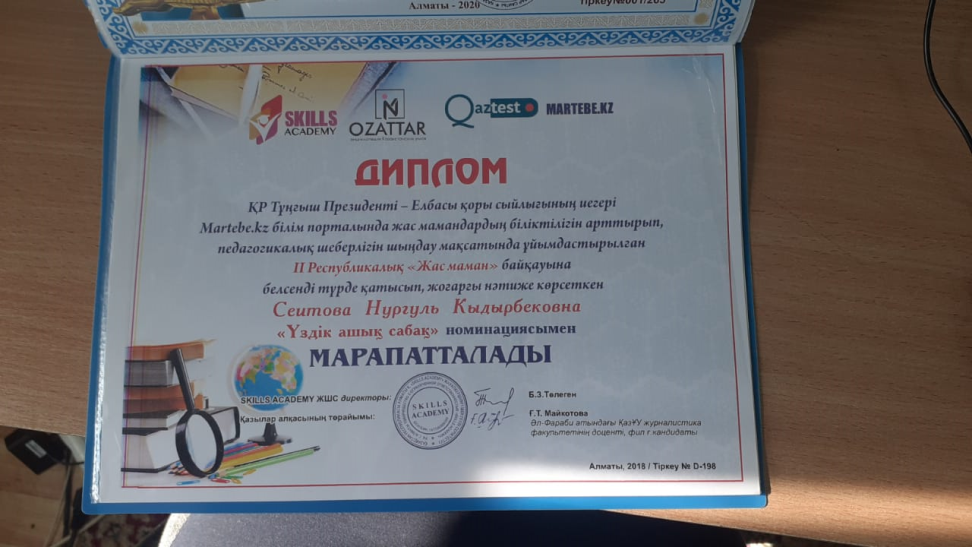 Алматы - 2020
SKILLS
ACADEMY
OZATTAR
Qaztest
MARTEBE.KZ
ДИПЛОМ
ҚР Тұңғыш Президенті – Елбасы қоры сыйлығының иегері
Martebe.kz білім порталында жас мамандардың біліктілігін арттырып,
педагогикалық шеберлігін шыңдау мақсатында ұйымдастырылған
II Республикалық «Жас маман» байқауына
белсенді түрде қатысып, жоғарғы нәтиже көрсеткен
Сеитова Нургуль Кыдырбековна
«Үздік ашық сабақ» номинациясымен
МАРАПАТТАЛАДЫ
SKILLS ACADEMY ЖШС директоры:
Б.З.Төлеген
Қазылар алқасының төрайымы:
Ғ.Т. Майкотова
Әл-Фараби атындағы ҚазҰУ журналистика
факультетінің доценті, фил.ғ.кандидаты
SKILLS
ACADEMY
Алматы, 2018 / Тіркеу № D-198